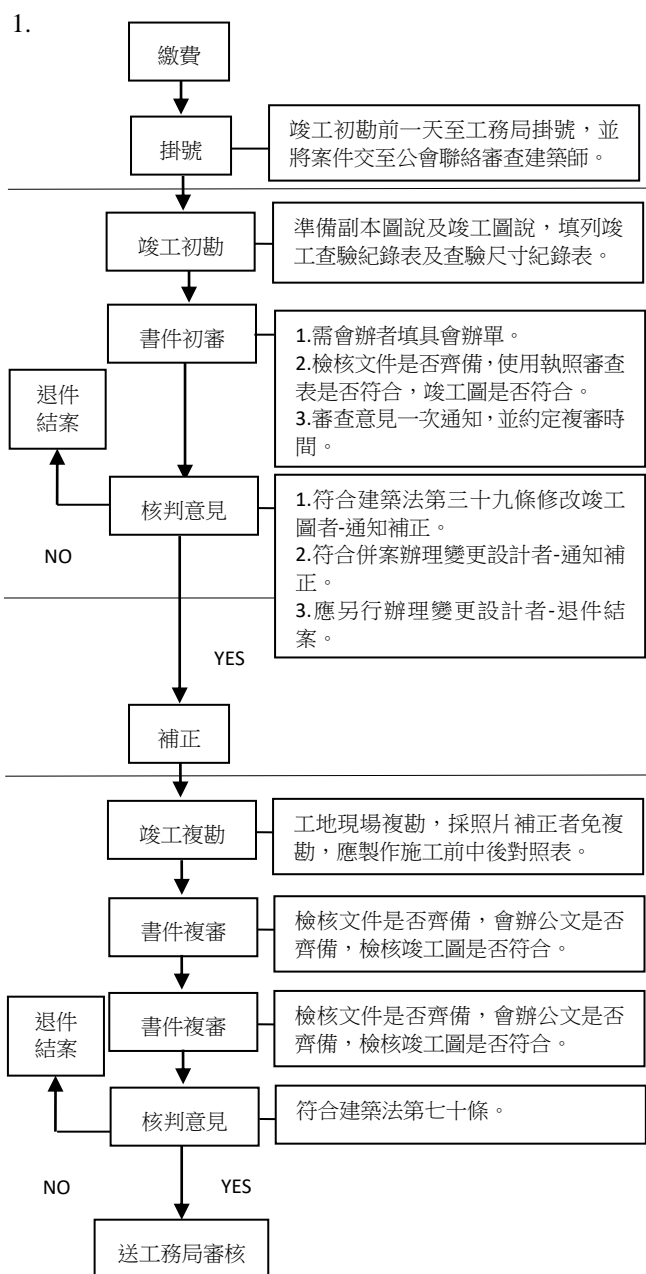 1.
繳費
掛號
竣工初勘前一天至工務局掛號，並
將案件交至公會聯絡審查建築師。
竣工初勘
準備副本圖說及竣工圖說，填列竣
工查驗紀錄表及查驗尺寸紀錄表。
書件初審
1.需會辦者填具會辦單。
2.檢核文件是否齊備，使用執照審查
表是否符合，竣工圖是否符合。
3.審查意見一次通知，並約定複審時
間。
退件
結案
核判意見
1.符合建築法第三十九條修改竣工
圖者-通知補正。
2.符合併案辦理變更設計者-通知補
正。
3.應另行辦理變更設計者-退件結
案。
NO
YES
補正
竣工複勘
工地現場複勘，採照片補正者免複
勘，應製作施工前中後對照表。
書件複審
檢核文件是否齊備，會辦公文是否
齊備，檢核竣工圖是否符合。
退件
結案
書件複審
檢核文件是否齊備，會辦公文是否
齊備，檢核竣工圖是否符合。
核判意見
符合建築法第七十條。
NO
YES
送工務局審核